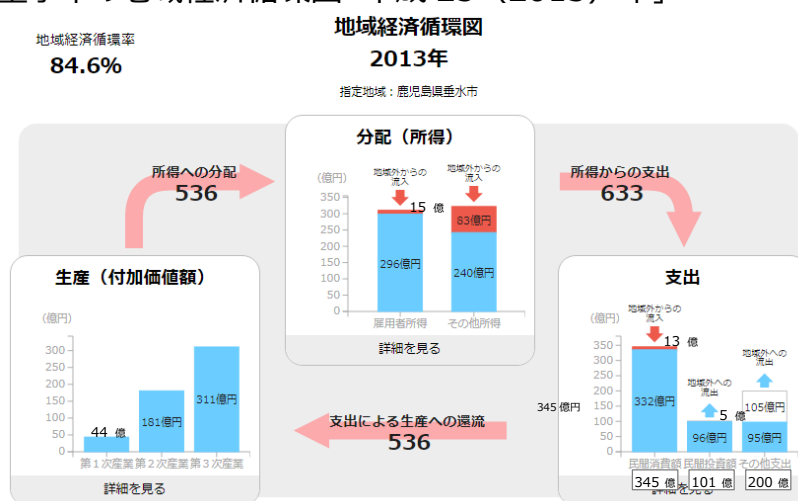 地域経済循環率
84.6%
地域経済循環図
2013年
指定地域：鹿児島県垂水市
所得への分配
536
分配（所得）
（億円）
地域外からの
流入
地域外からの
流入
350
300
250
200
150
100
50
0
15 億
83億円
296億円
240億円
雇用者所得
その他所得
詳細を見る
所得からの支出
633
生産（付加価値額）
（億円）
300
250
200
150
100
50
0
44 億
181億円
311億円
第１次産業
第２次産業
第３次産業
詳細を見る
支出による生産への還流
536
支出
（億円）
地域外からの
流入
13 億
地域外への
流出
地域外への
流出
350
300
250
200
150
100
50
0
345 億円
332億円
5 億
96億円
105億円
95億円
民間消費額
民間投資額
その他支出
345 億
101 億
200 億
詳細を見る